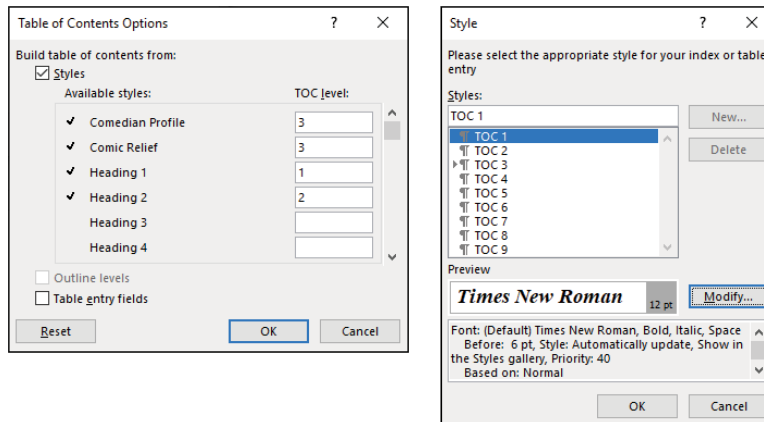 Table of Contents Options ? ×
Build table of contents from:
Styles
Available styles: TOC level:
Comedian Profile 3
Comic Relief 3
Heading 1 1
Heading 2 2
Heading 3
Heading 4
Outline levels
Table entry fields
Reset OK Cancel
Style ? ×
Please select the appropriate style for your index or table
entry
Styles:
TOC 1 New...
¶ TOC 1
¶ TOC 2 Delete
¶ TOC 3
¶ TOC 4
¶ TOC 5
¶ TOC 6
¶ TOC 7
¶ TOC 8
¶ TOC 9
Preview
Times New Roman 12 pt Modify...
Font: (Default) Times New Roman, Bold, Italic, Space
Before: 6 pt, Style: Automatically update, Show in
the Styles gallery, Priority: 40
Based on: Normal
OK Cancel